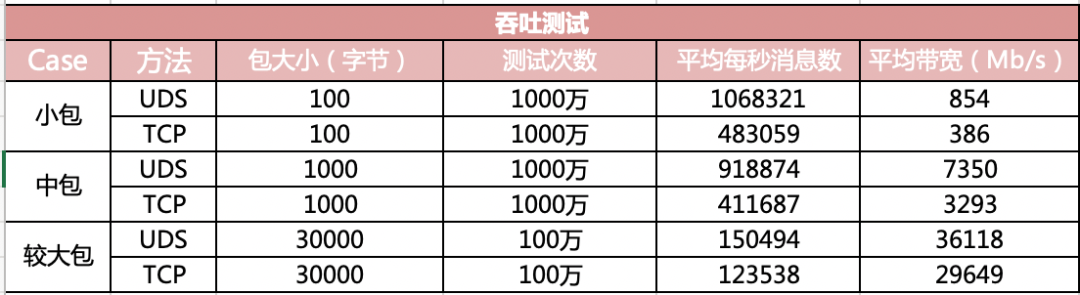 吞吐测试
Case 方法 包大小（字节） 测试次数 平均每秒消息数 平均带宽（Mb/s）
小包 UDS 100 1000万 1068321 854
TCP 100 1000万 483059 386
中包 UDS 1000 1000万 918874 7350
TCP 1000 1000万 411687 3293
较大包 UDS 30000 100万 150494 36118
TCP 30000 100万 123538 29649